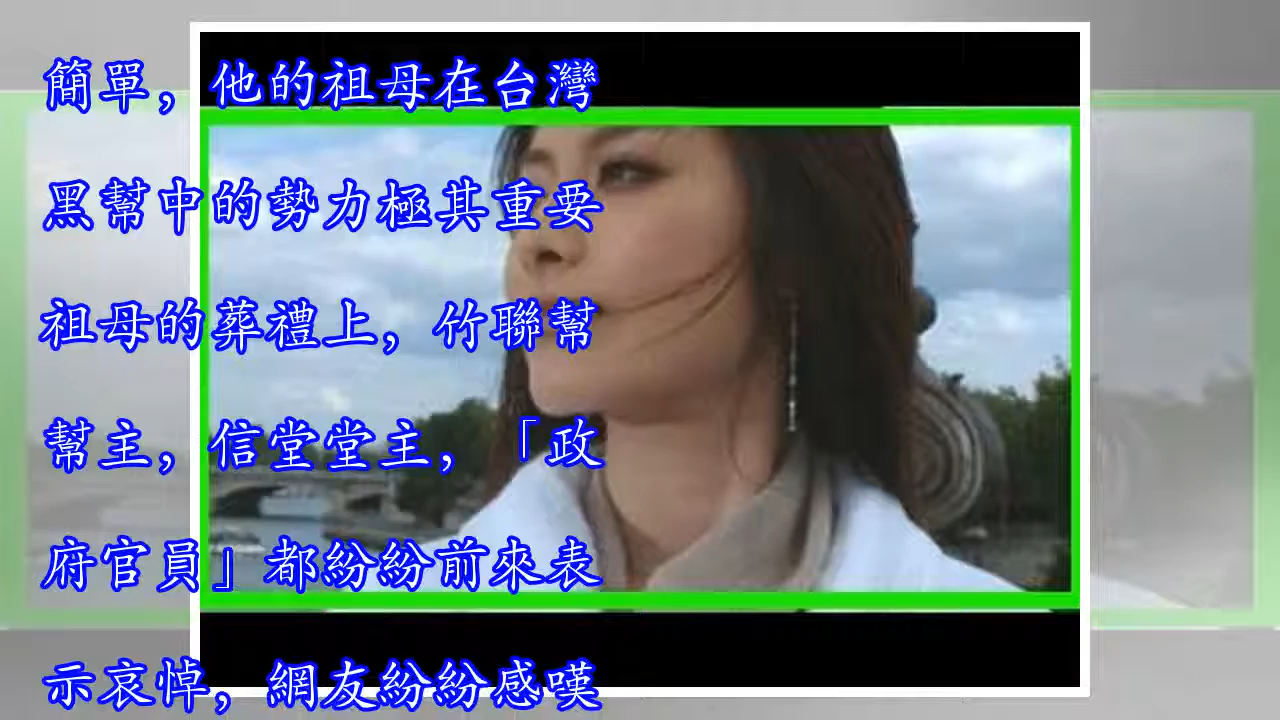 簡單，他的祖母在台灣
黑幫中的勢力極其重要
祖母的葬禮上，竹聯幫
幫主，信堂堂主，「政
府官員」都紛紛前來表
示哀悼，網友紛紛感嘆